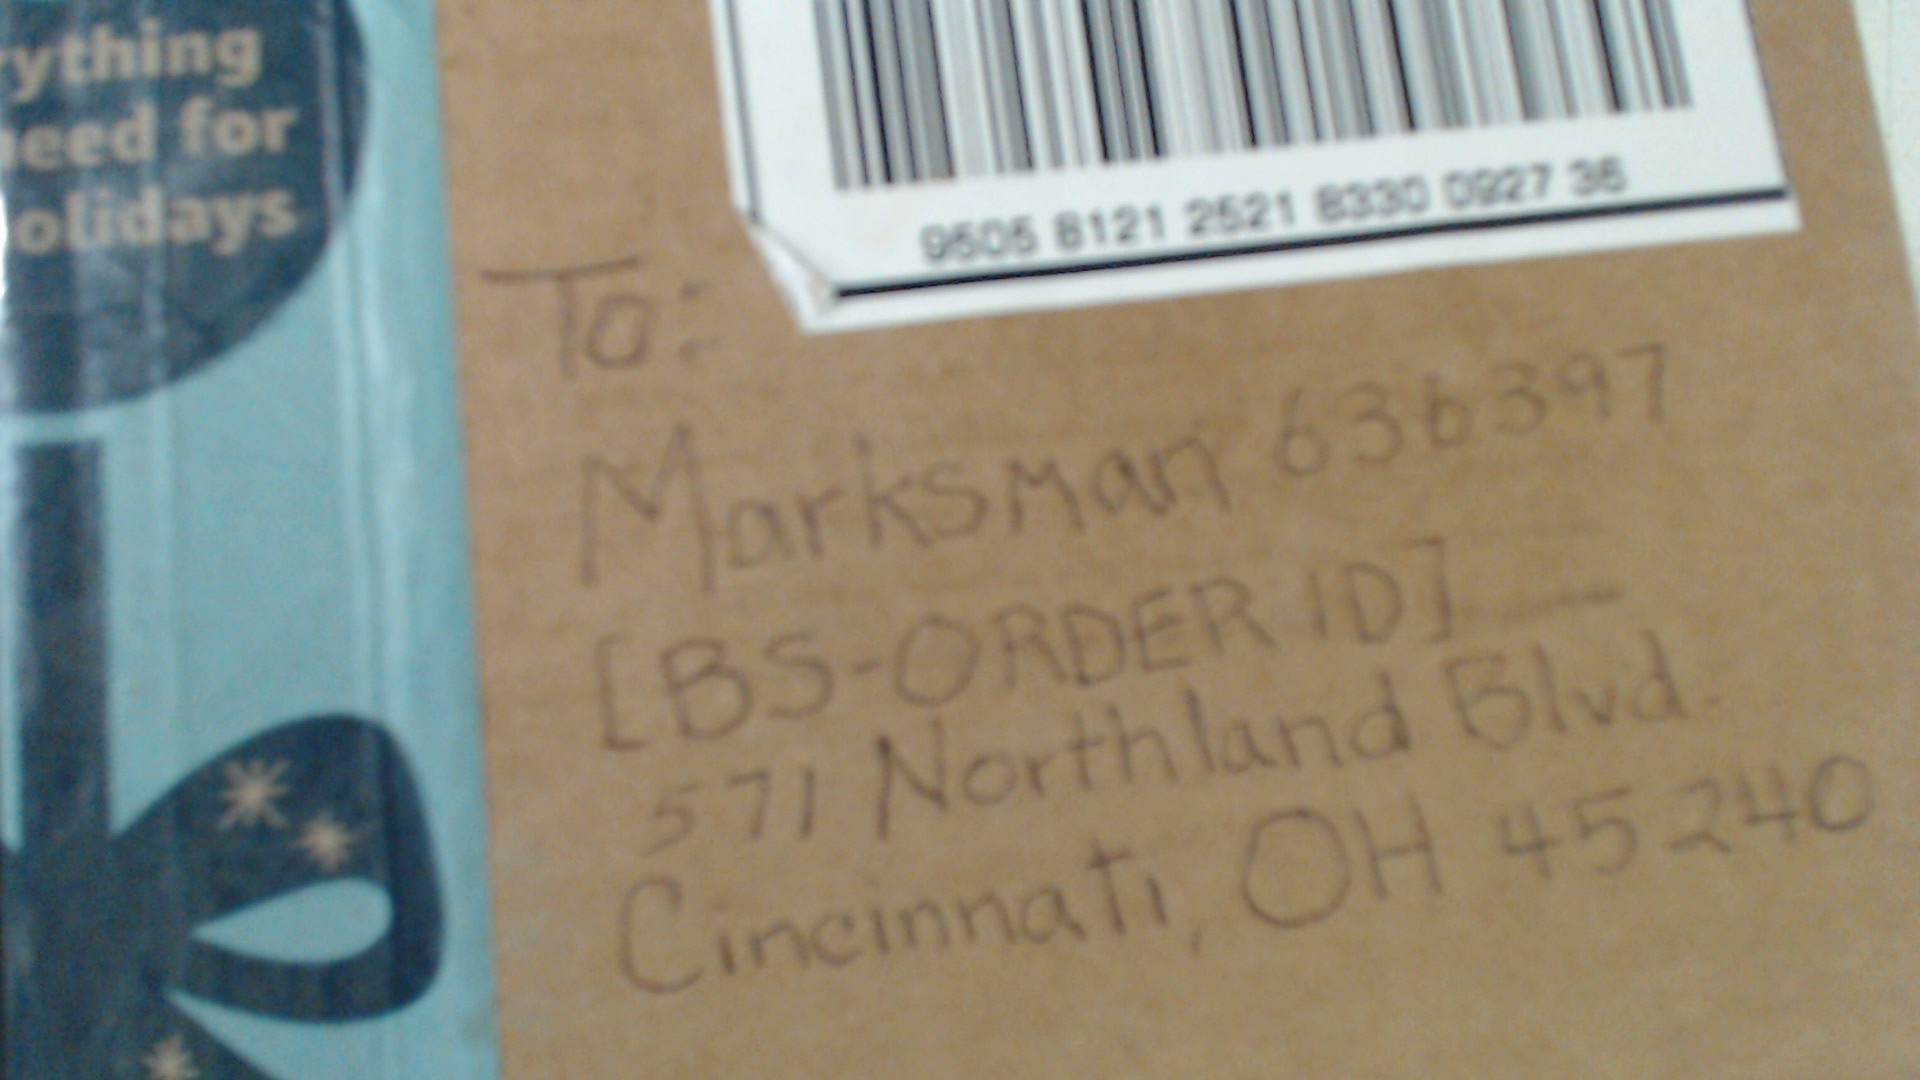 rything
need for
olidays
9505 8121 2521 8330 0927 36
To:
Marksman 636397
[BS-ORDER ID]
571 Northland Blvd.
Cincinnati, OH 45240